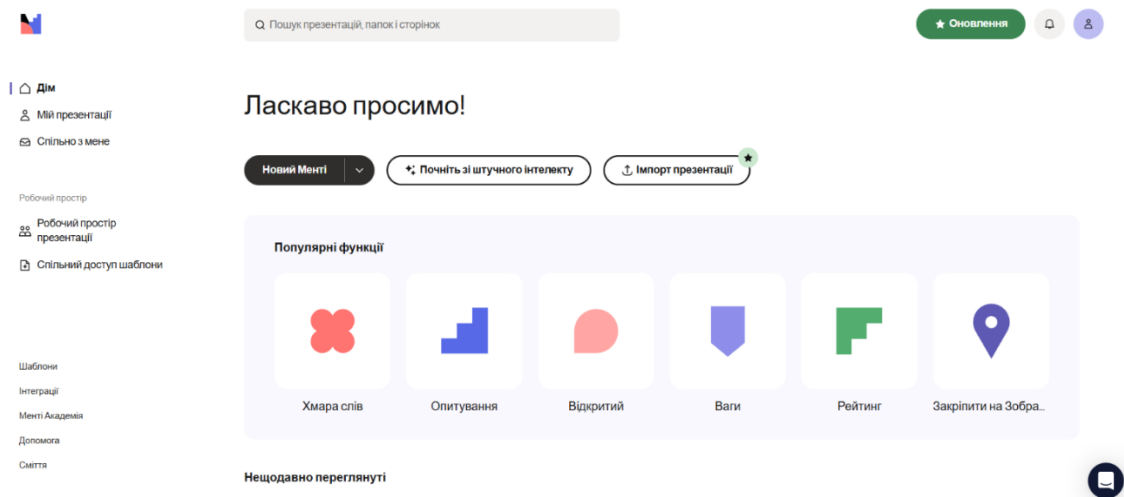 Пошук презентацій, папок і сторінок
Оновлення
Дім
Мій презентації
Спільно з мене
Робочий простір
Робочий простір
презентації
Спільний доступ шаблони
Шаблони
Інтеграції
Менті Академія
Допомога
Сміття
Ласкаво просимо!
Новий Менті
Почніть зі штучного інтелекту
Імпорт презентації
Популярні функції
Хмара слів
Опитування
Відкритий
Ваги
Рейтинг
Закріпити на Зобра...
Нещодавно переглянуті